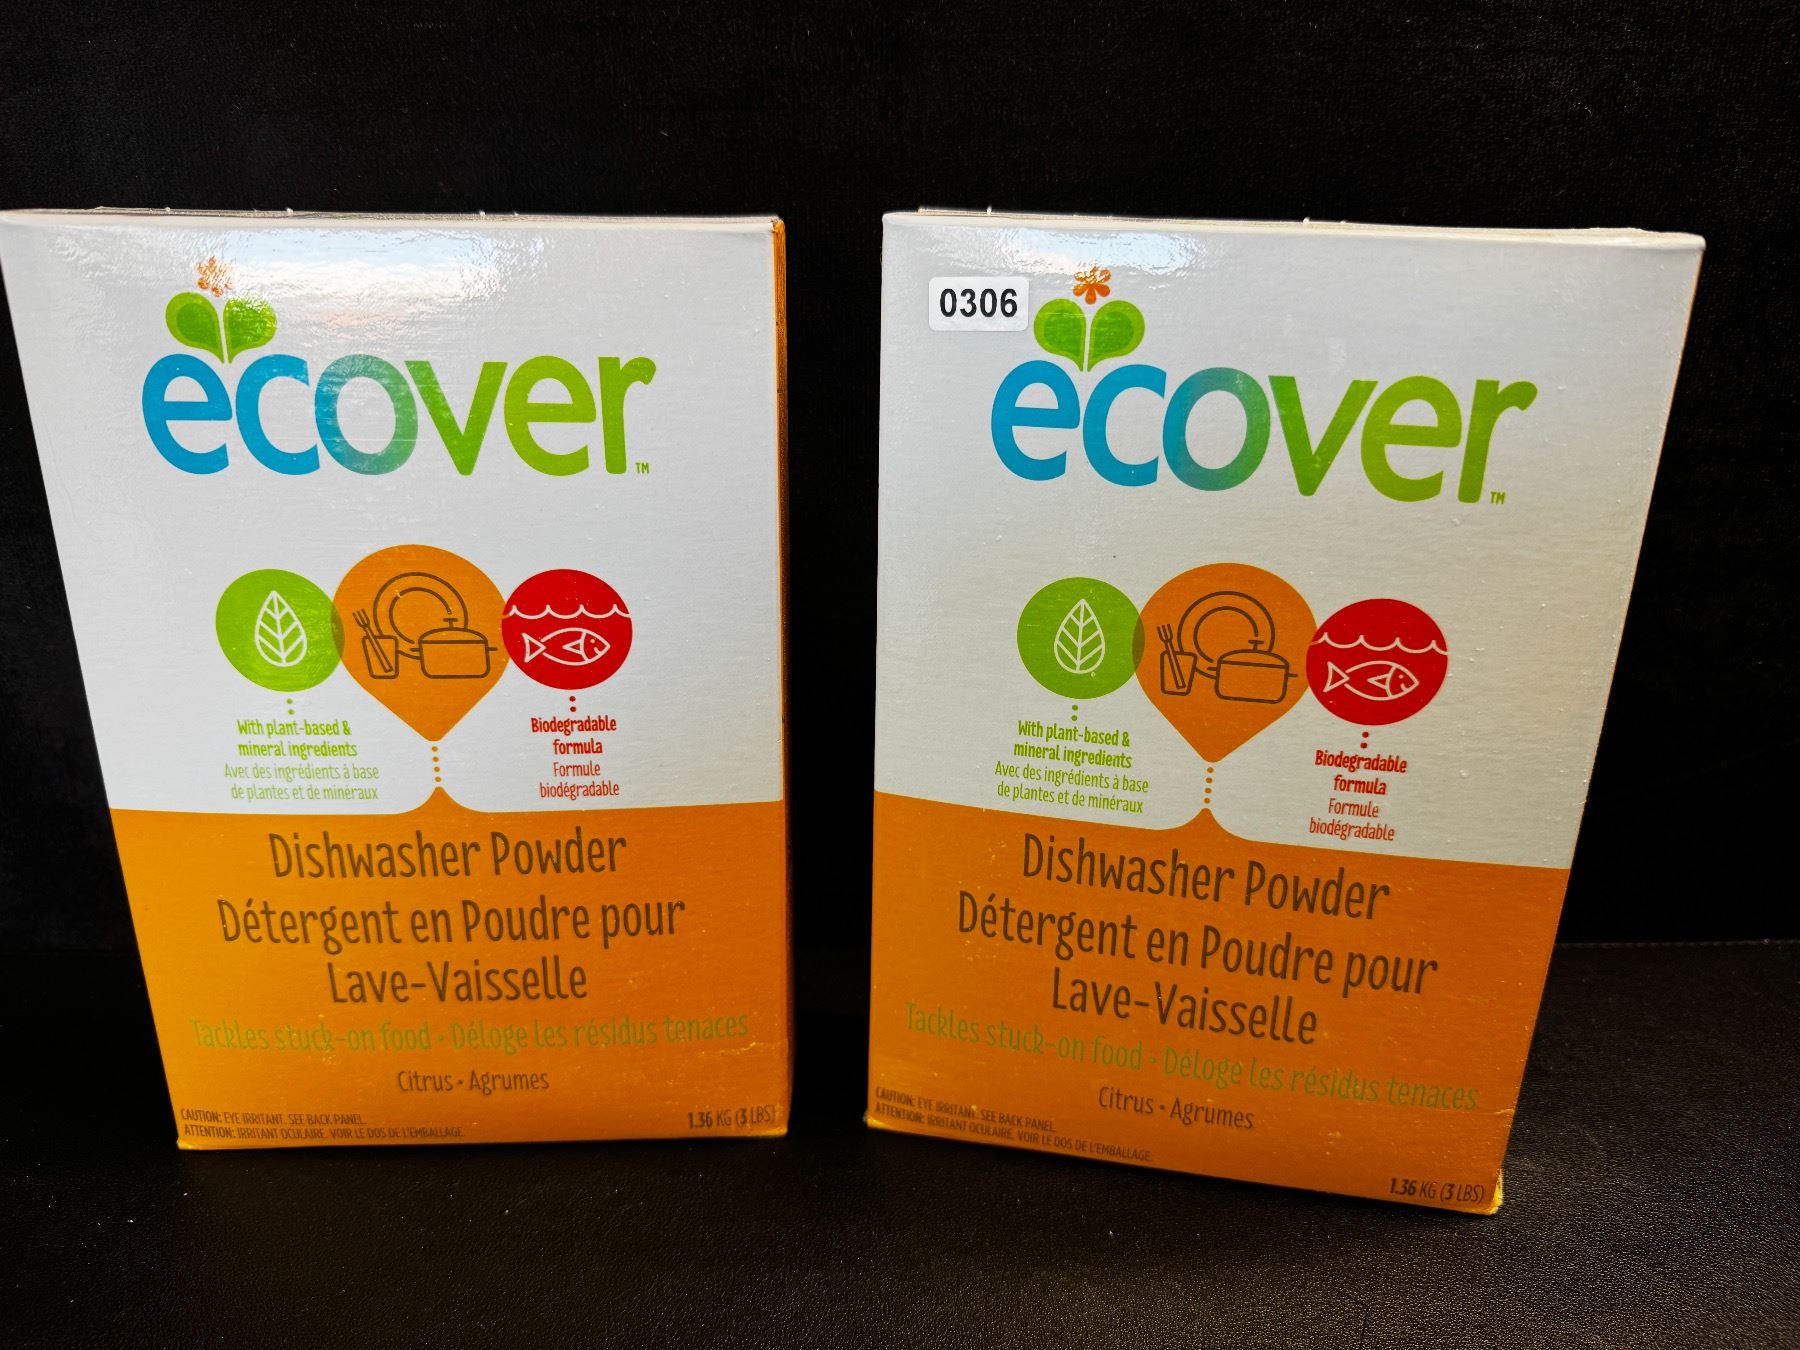 ecover™
With plant-based &
mineral ingredients
Avec des ingrédients à base
de plantes et de minéraux
Biodegradable
formula
Formule
biodégradable
Dishwasher Powder
Détergent en Poudre pour
Lave-Vaisselle
Tackles stuck-on food • Déloge les résidus tenaces
Citrus • Agrumes
CAUTION: EYE IRRITANT. SEE BACK PANEL.
ATTENTION: IRRITANT OCULAIRE. VOIR LE DOS DE L'EMBALLAGE.
1.36 KG (3 LBS)
0306
ecover™
With plant-based &
mineral ingredients
Avec des ingrédients à base
de plantes et de minéraux
Biodegradable
formula
Formule
biodégradable
Dishwasher Powder
Détergent en Poudre pour
Lave-Vaisselle
Tackles stuck-on food • Déloge les résidus tenaces
Citrus • Agrumes
CAUTION: EYE IRRITANT. SEE BACK PANEL.
ATTENTION: IRRITANT OCULAIRE. VOIR LE DOS DE L'EMBALLAGE.
1.36 KG (3 LBS)